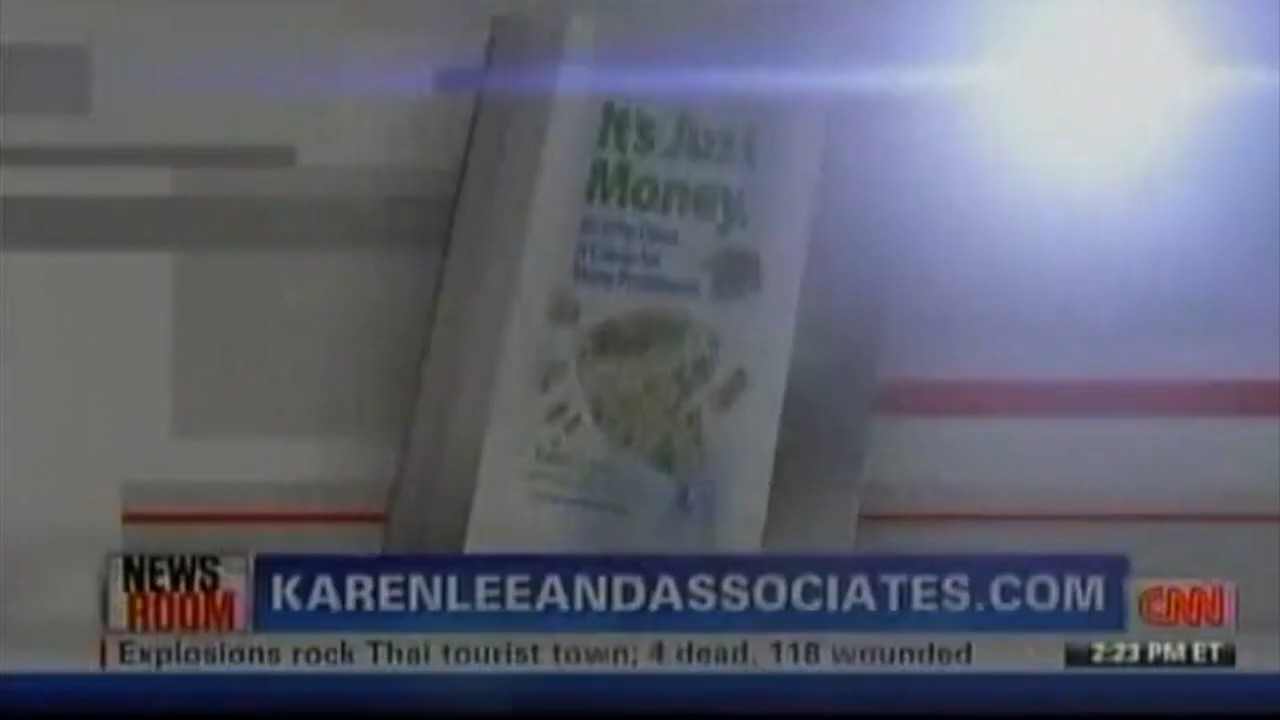 It's Just
Money.
NEWS
ROOM
KARENLEEANDASSOCIATES.COM
CNN
Explosions rock Thai tourist town; 4 dead, 118 wounded
2:23 PM ET